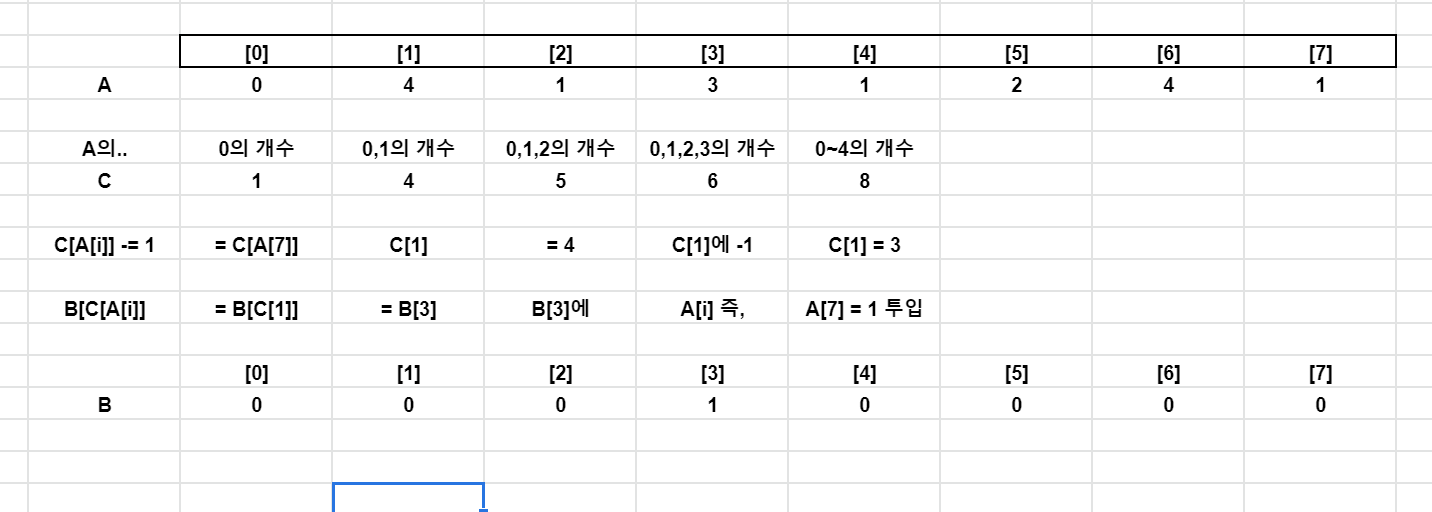 [0] [1] [2] [3] [4] [5] [6] [7]
A 0 4 1 3 1 2 4 1
A의.. 0의 개수 0,1의 개수 0,1,2의 개수 0,1,2,3의 개수 0~4의 개수
C 1 4 5 6 8
C[A[i]] -= 1 = C[A[7]] C[1] = 4 C[1]에 -1 C[1] = 3
B[C[A[i]] = B[C[1]] = B[3] B[3]에 A[i] 즉, A[7] = 1 투입
[0] [1] [2] [3] [4] [5] [6] [7]
B 0 0 0 1 0 0 0 0